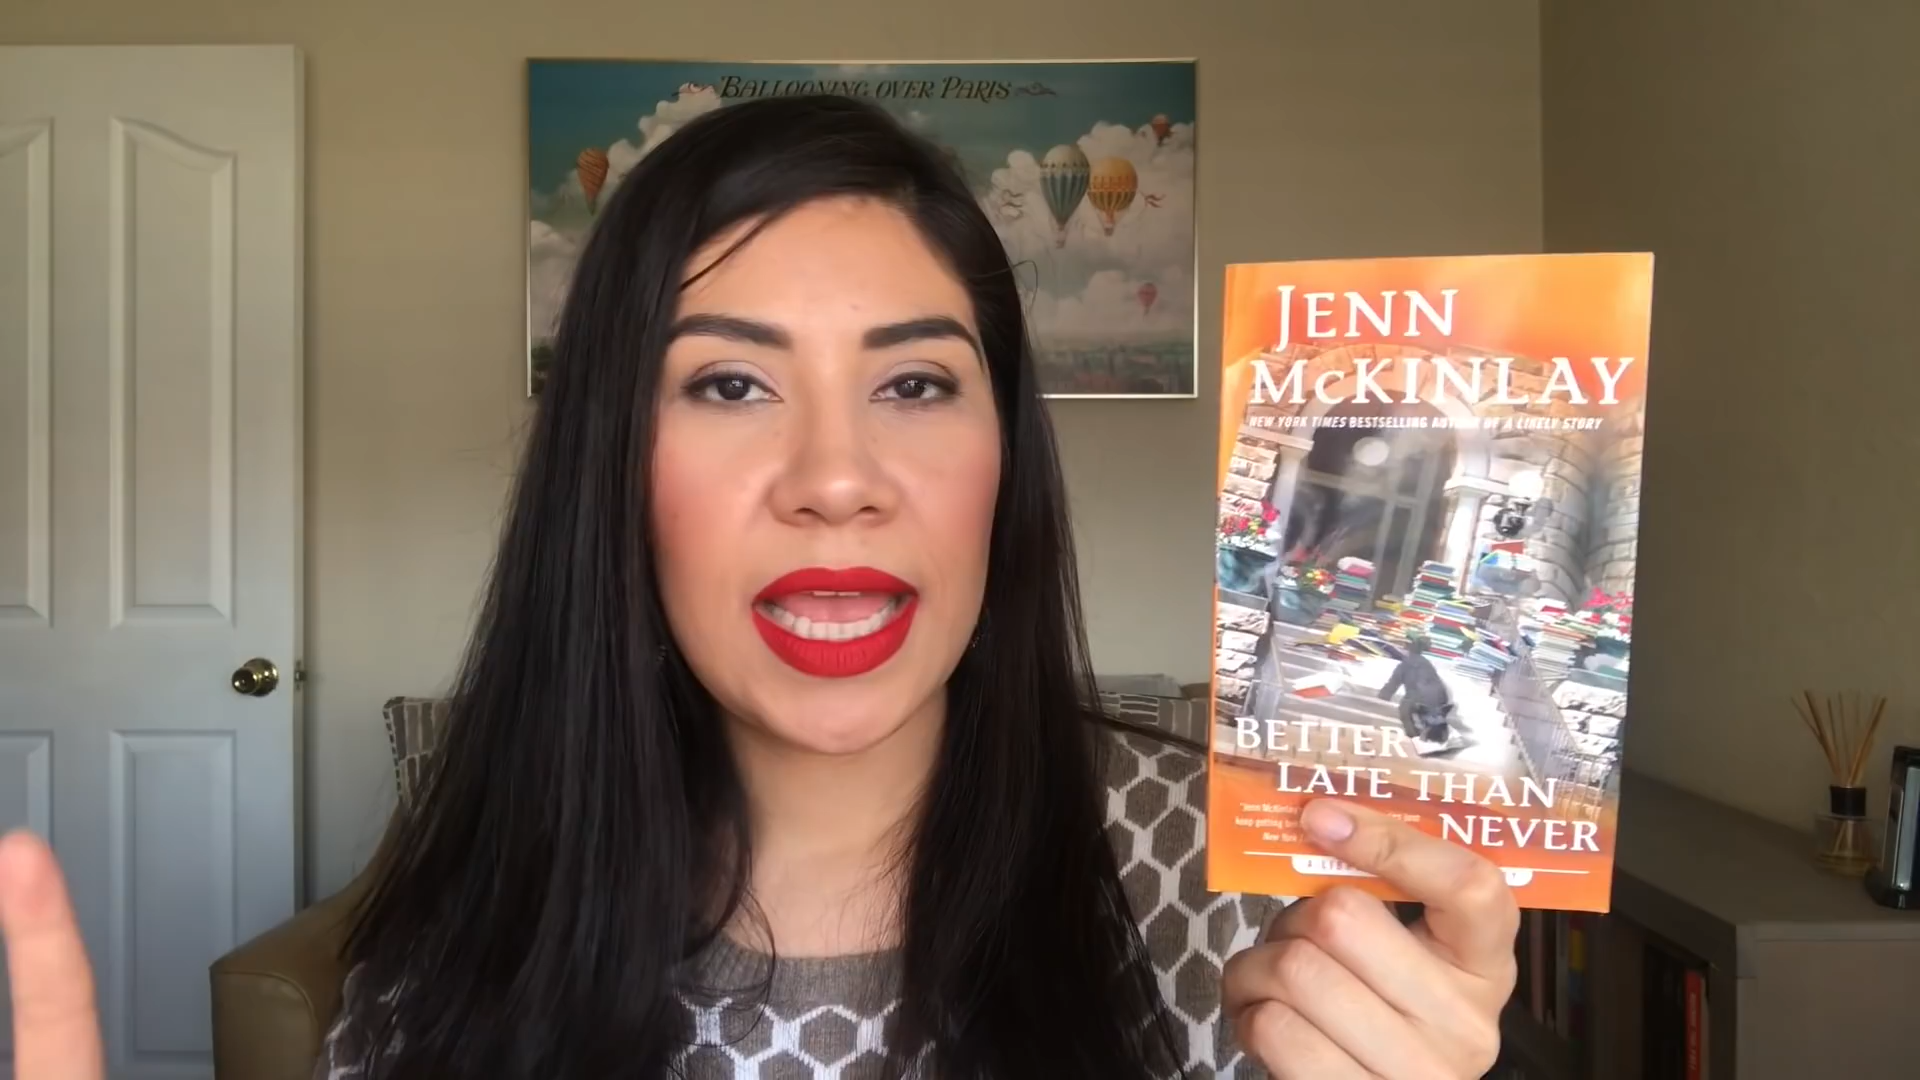 BALLOONING OVER PARIS
JENN
MCKINLAY
NEW YORK TIMES BESTSELLING AUTHOR OF A LIKELY STORY
BETTER
LATE THAN
NEVER
"Jenn McKinlay
keep getting
New York
A